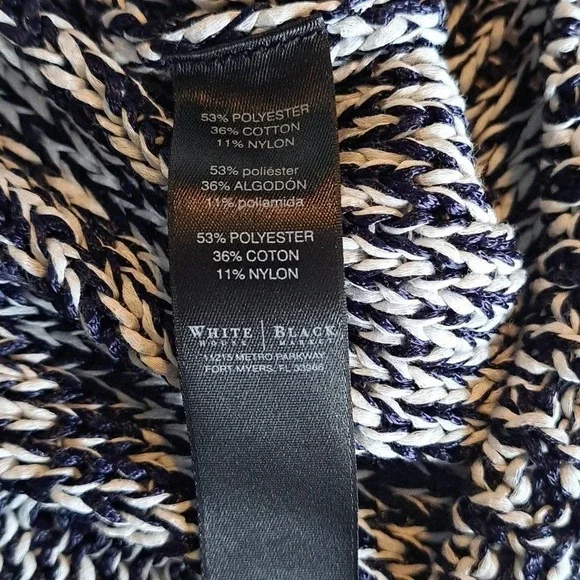 53% POLYESTER
36% COTTON
11% NYLON
53% poliéster
36% ALGODÓN
11% poliamida
53% POLYESTER
36% COTON
11% NYLON
WHITE | BLACK
HOUSE | MARKET
11215 METRO PARKWAY
FORT MYERS, FL 33966